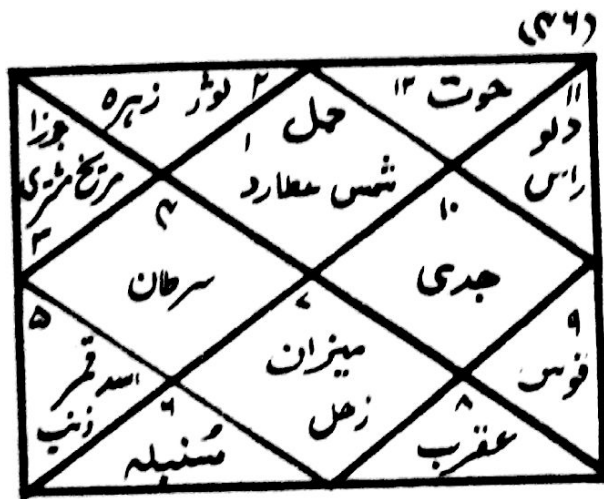 (۴۶)
۲ ثور زہرہ
۱۲ حوت
۱۱ دلو
راس
حمل
۱
شمس عطارد
جوزا
مریخ مشتری
۳
۴
سرطان
۱۰
جدی
۵
اسد قمر
ذنب
۷
میزان
زحل
۹
قوس
۶
سُنبلہ
۸
عقرب